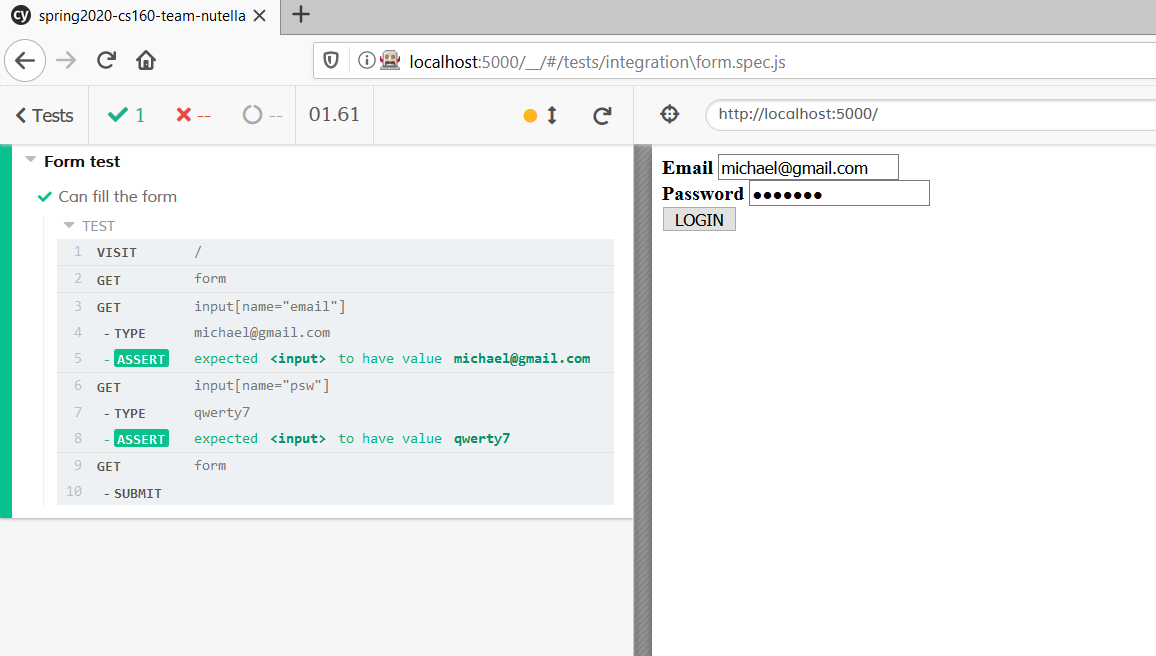 cy spring2020-cs160-team-nutella
localhost:5000/__/#/tests/integration\form.spec.js
Tests 1 -- -- 01.61 http://localhost:5000/
Form test
Can fill the form
TEST
1 VISIT /
2 GET form
3 GET input[name="email"]
4 - TYPE michael@gmail.com
5 - ASSERT expected <input> to have value michael@gmail.com
6 GET input[name="psw"]
7 - TYPE qwerty7
8 - ASSERT expected <input> to have value qwerty7
9 GET form
10 - SUBMIT
Email michael@gmail.com
Password ●●●●●●●
LOGIN